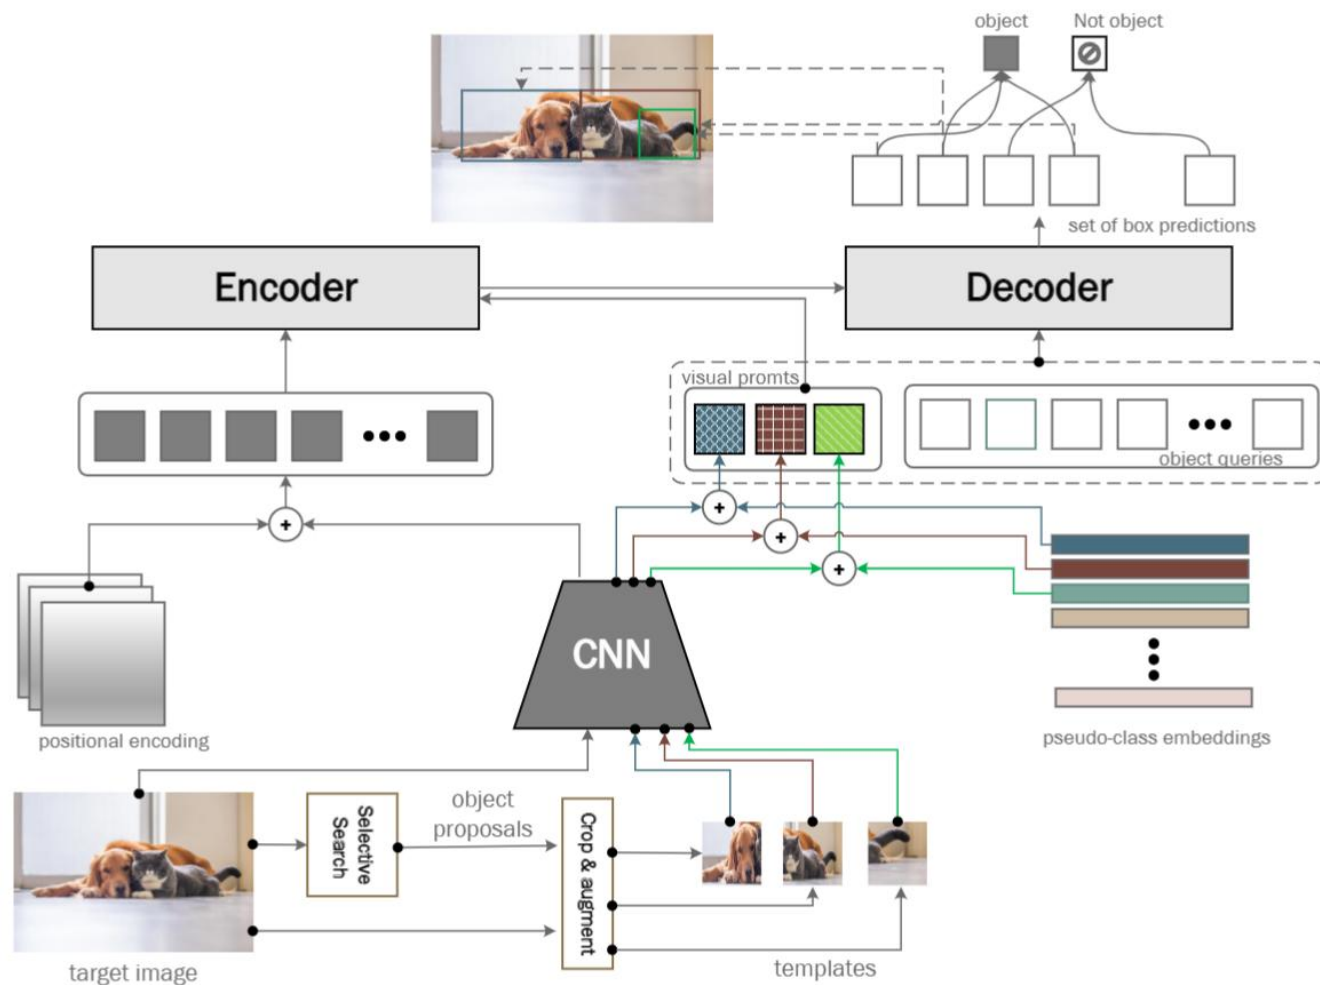 object
Not object
set of box predictions
Encoder
Decoder
visual promts
object queries
+
+
+
+
CNN
positional encoding
pseudo-class embeddings
Selective
Search
object
proposals
Crop & augment
target image
templates